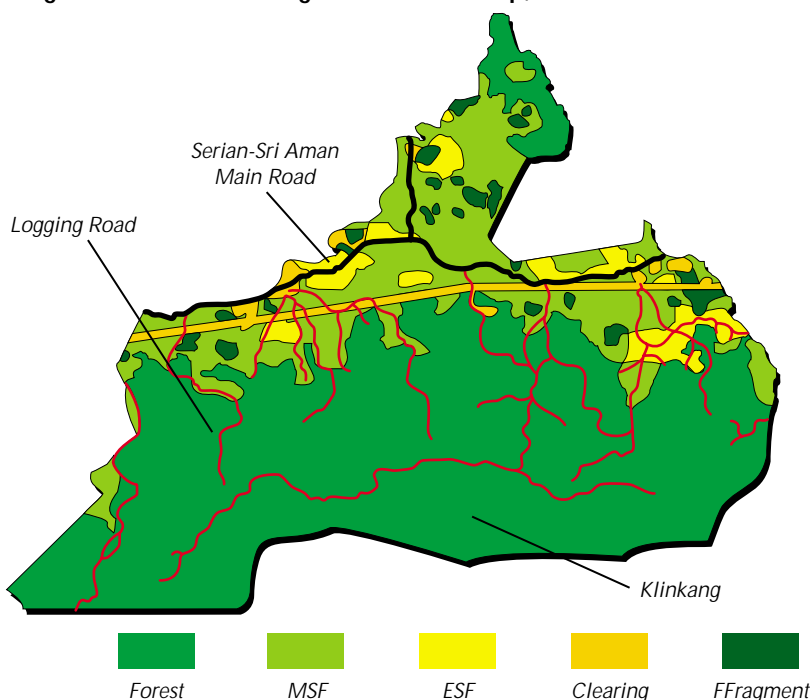 Serian-Sri Aman
Main Road
Logging Road
Klinkang
Forest
MSF
ESF
Clearing
FFragment